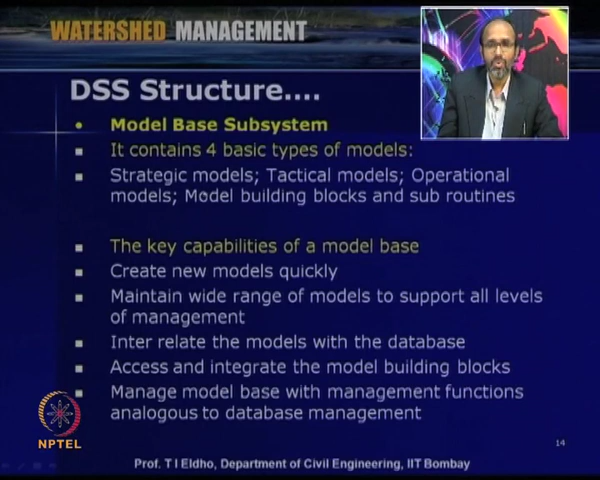 WATERSHED MANAGEMENT
DSS Structure....
Model Base Subsystem
It contains 4 basic types of models:
Strategic models; Tactical models; Operational
models; Model building blocks and sub routines
The key capabilities of a model base
Create new models quickly
Maintain wide range of models to support all levels
of management
Inter relate the models with the database
Access and integrate the model building blocks
Manage model base with management functions
analogous to database management
NPTEL
14
Prof. T I Eldho, Department of Civil Engineering, IIT Bombay